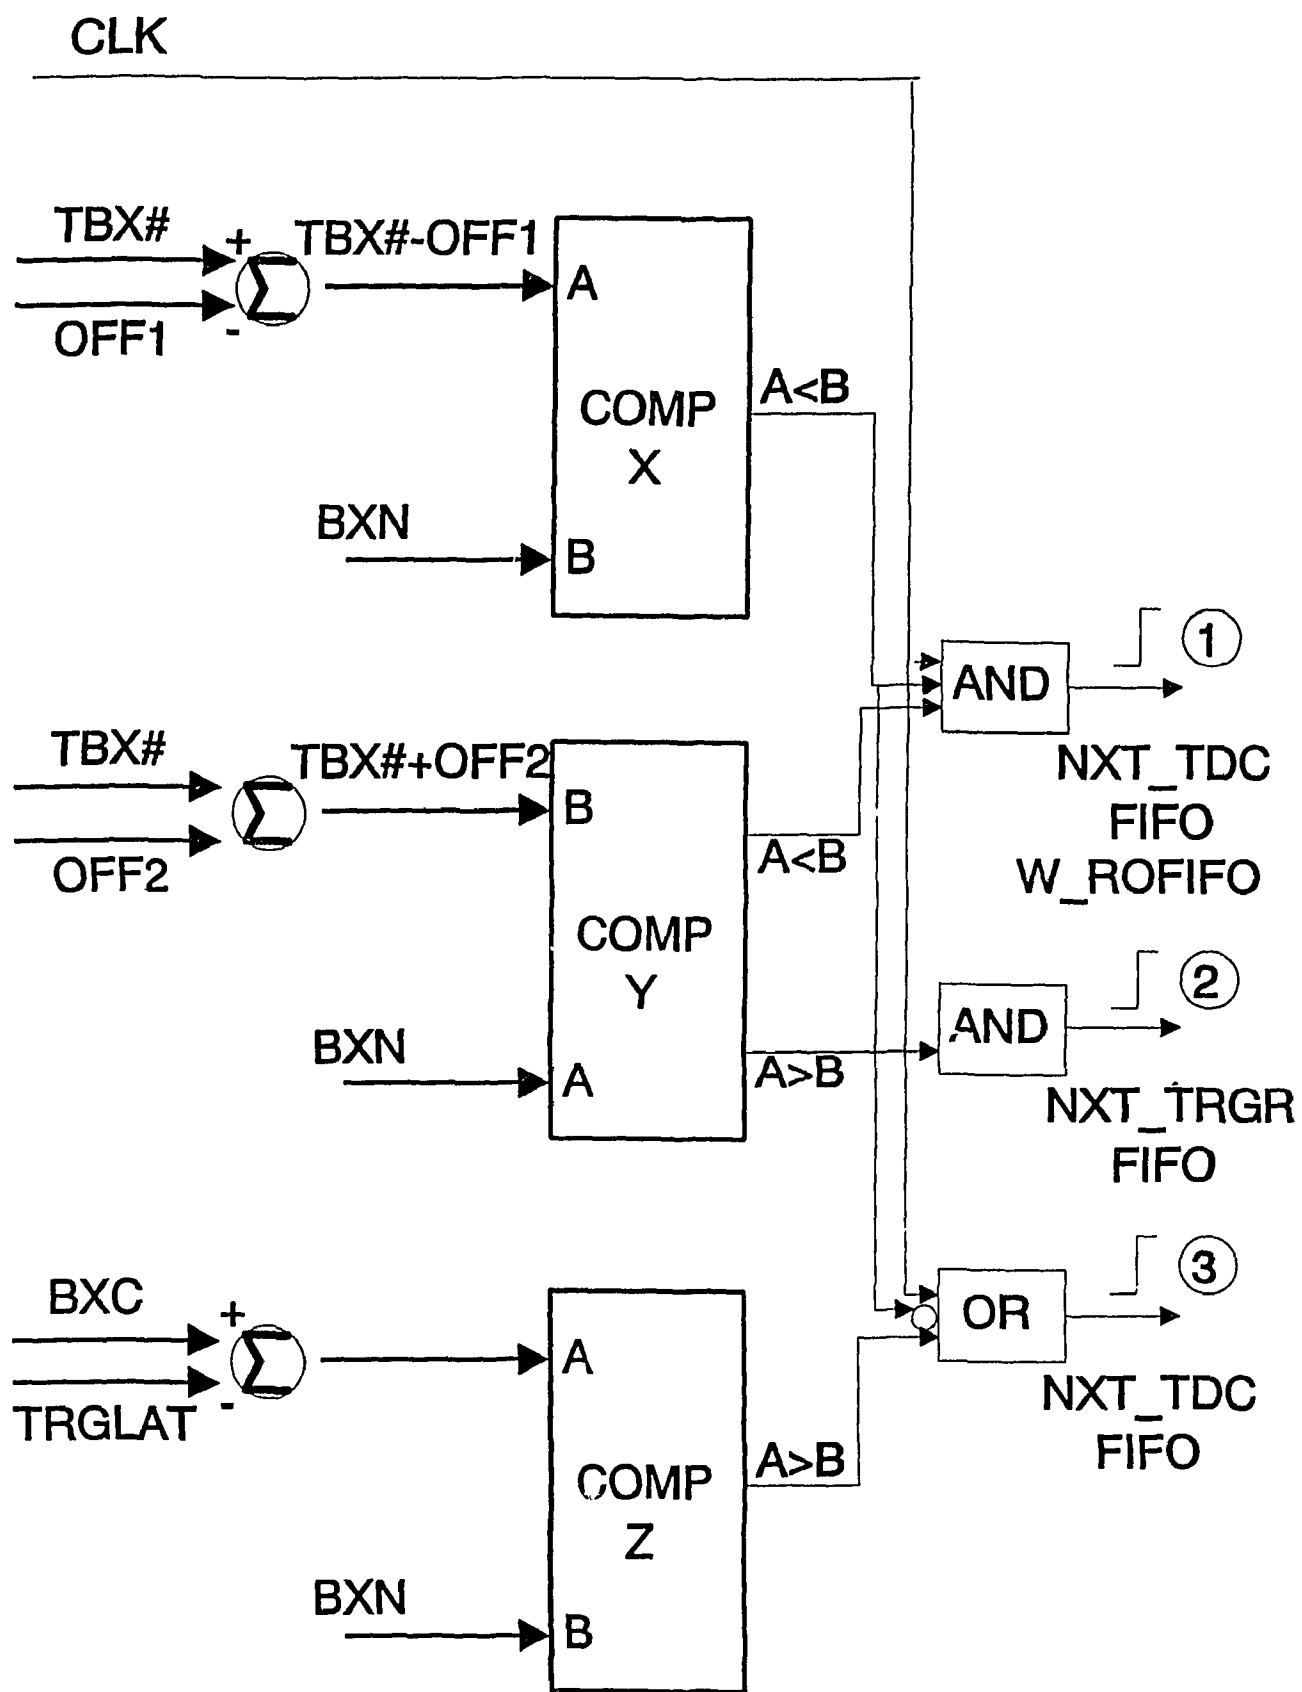 CLK
TBX#
+
TBX#-OFF1
-
OFF1
A
COMP
X
A<B
BXN
B
1
AND
NXT_TDC
FIFO
W_ROFIFO
TBX#
TBX#+OFF2
OFF2
B
A<B
COMP
Y
BXN
A
A>B
2
AND
NXT_TRGR
FIFO
BXC
+
-
TRGLAT
A
COMP
Z
A>B
BXN
B
3
OR
NXT_TDC
FIFO